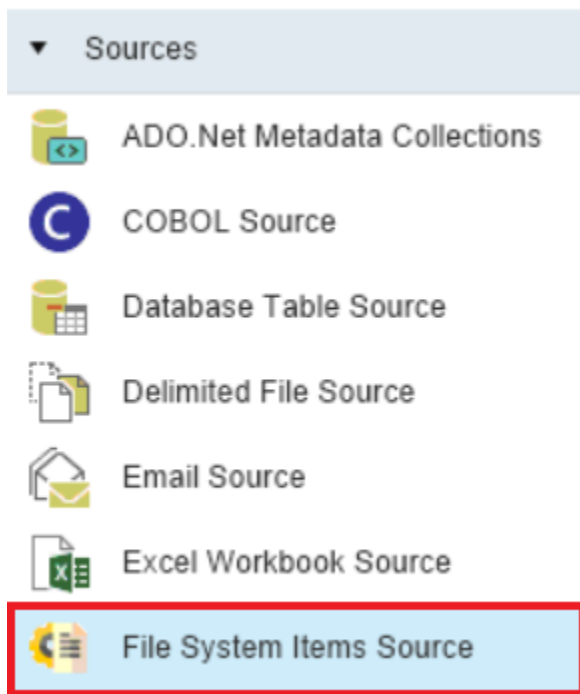 Sources
ADO.Net Metadata Collections
COBOL Source
Database Table Source
Delimited File Source
Email Source
Excel Workbook Source
File System Items Source